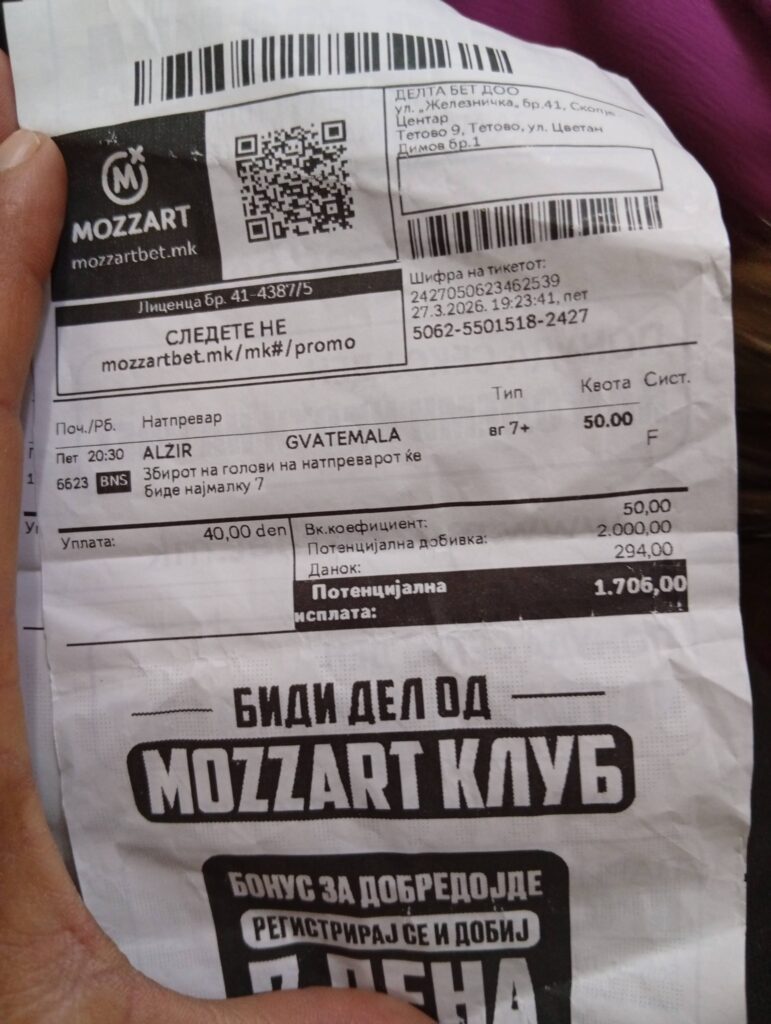 ДЕЛТА БЕТ ДОО
ул. „Железничка„ бр.41, Скопје
Центар
Тетово 9, Тетово, ул. Цветан
Димов бр.1
MOZZART
mozzartbet.mk
Лиценца бр. 41-4387/5
СЛЕДЕТЕ НЕ
mozzartbet.mk/mk#/promo
Шифра на тикетот:
2427050623462539
27.3.2026. 19:23:41, пет
5062-5501518-2427
Поч./Рб. Натпревар Тип Квота Сист.
Пет 20:30 ALŽIR GVATEMALA вг 7+ 50.00
6623 BNS Збирот на голови на натпреварот ќе F
биде најмалку 7
Уплата: 40,00 den
Вк.коефициент: 50,00
Потенцијална добивка: 2.000,00
Данок: 294,00
Потенцијална 1.706,00
исплата:
БИДИ ДЕЛ ОД
MOZZART КЛУБ
БОНУС ЗА ДОБРЕДОЈДЕ
РЕГИСТРИРАЈ СЕ И ДОБИЈ